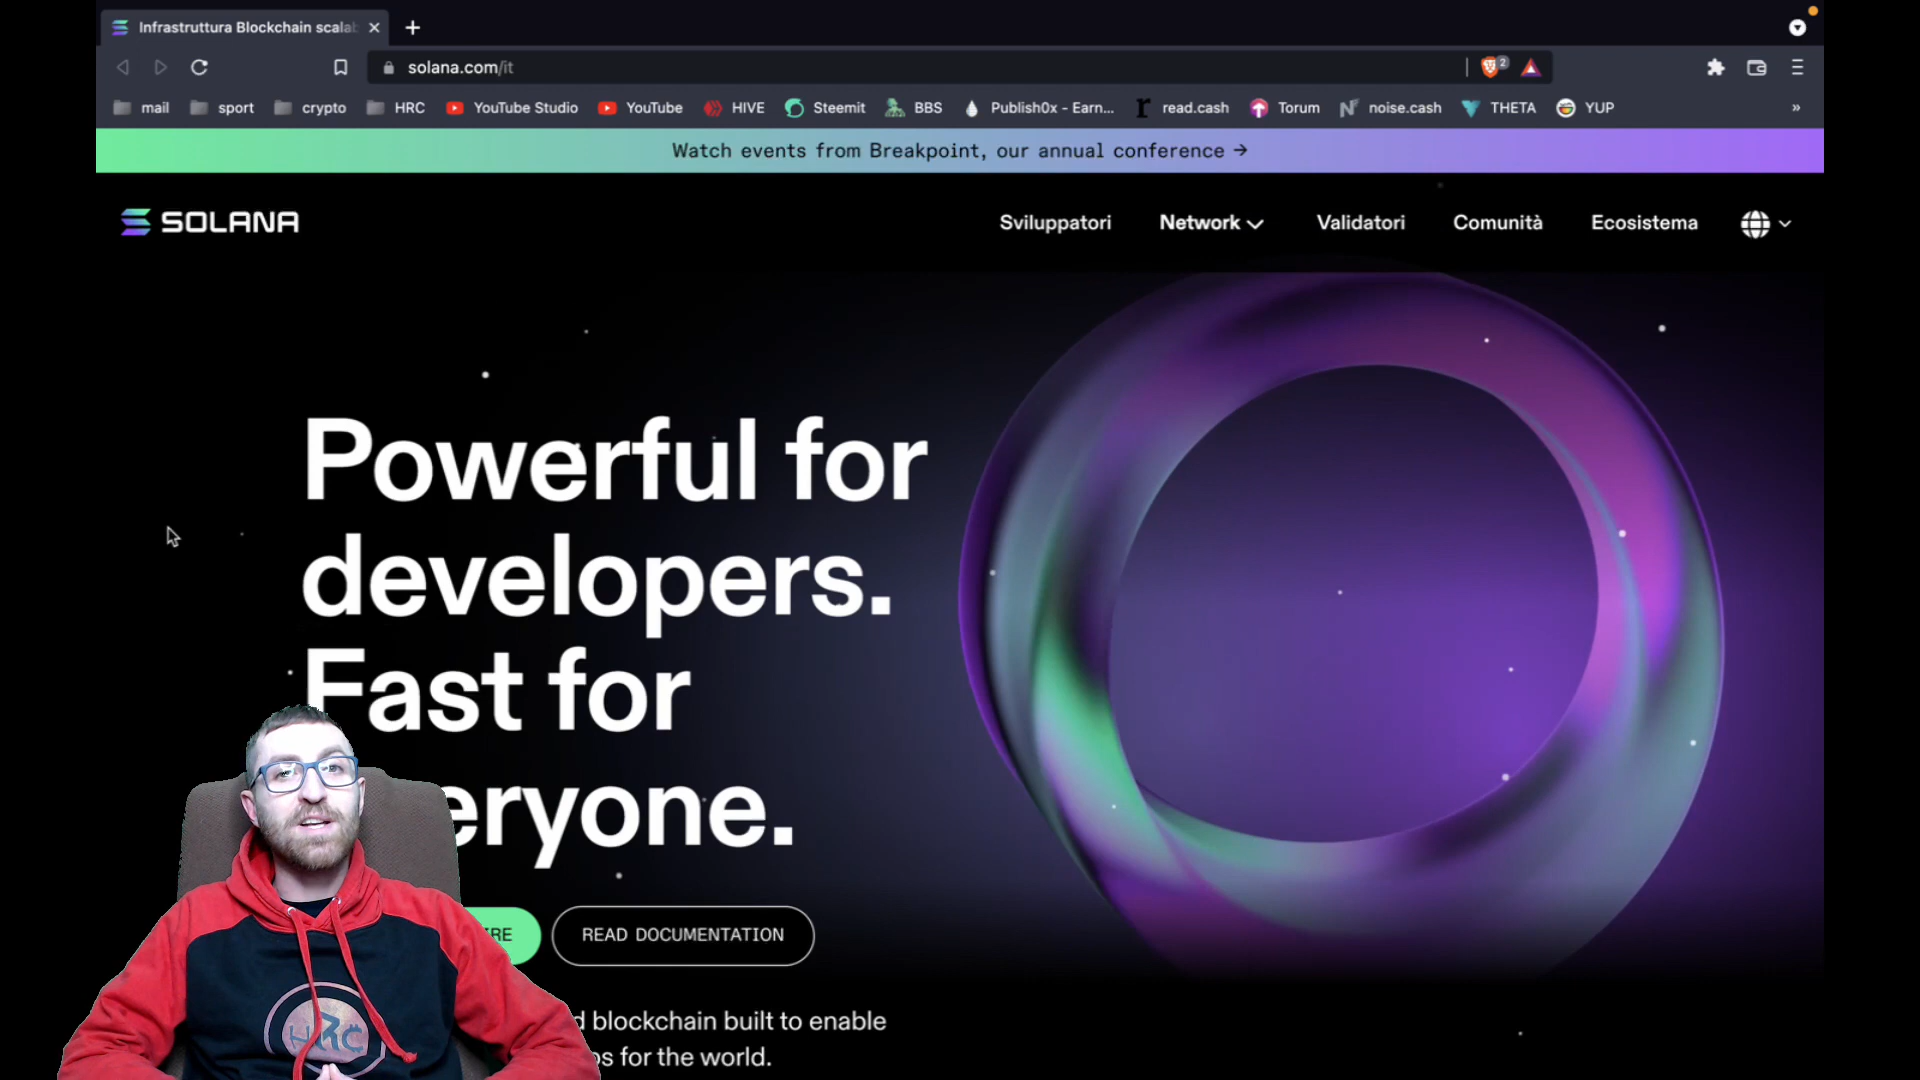 Infrastruttura Blockchain scalab
solana.com/it
2
mail sport crypto HRC YouTube Studio YouTube HIVE Steemit BBS Publish0x - Earn... read.cash Torum noise.cash THETA YUP
Watch events from Breakpoint, our annual conference →
SOLANA
Sviluppatori Network Validatori Comunità Ecosistema
Powerful for
developers.
Fast for
eryone.
READ DOCUMENTATION
blockchain built to enable
for the world.
HRC